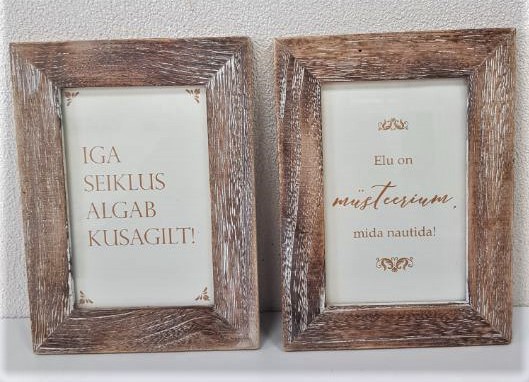 IGA
SEIKLUS
ALGAB
KUSAGILT!
Elu on
müsteerium,
mida nautida!